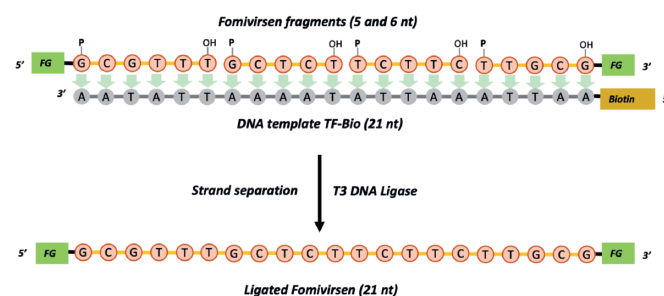 Fomivirsen fragments (5 and 6 nt)
P OH P OH P OH P OH
5' FG G C G T T T G C T C T T C T T C T T G C G FG 3'
3' A A T A T T A A A A T A T T A A A T T A A Biotin
DNA template TF-Bio (21 nt)
Strand separation T3 DNA Ligase
5' FG G C G T T T G C T C T T C T T C T T G C G FG 3'
Ligated Fomivirsen (21 nt)